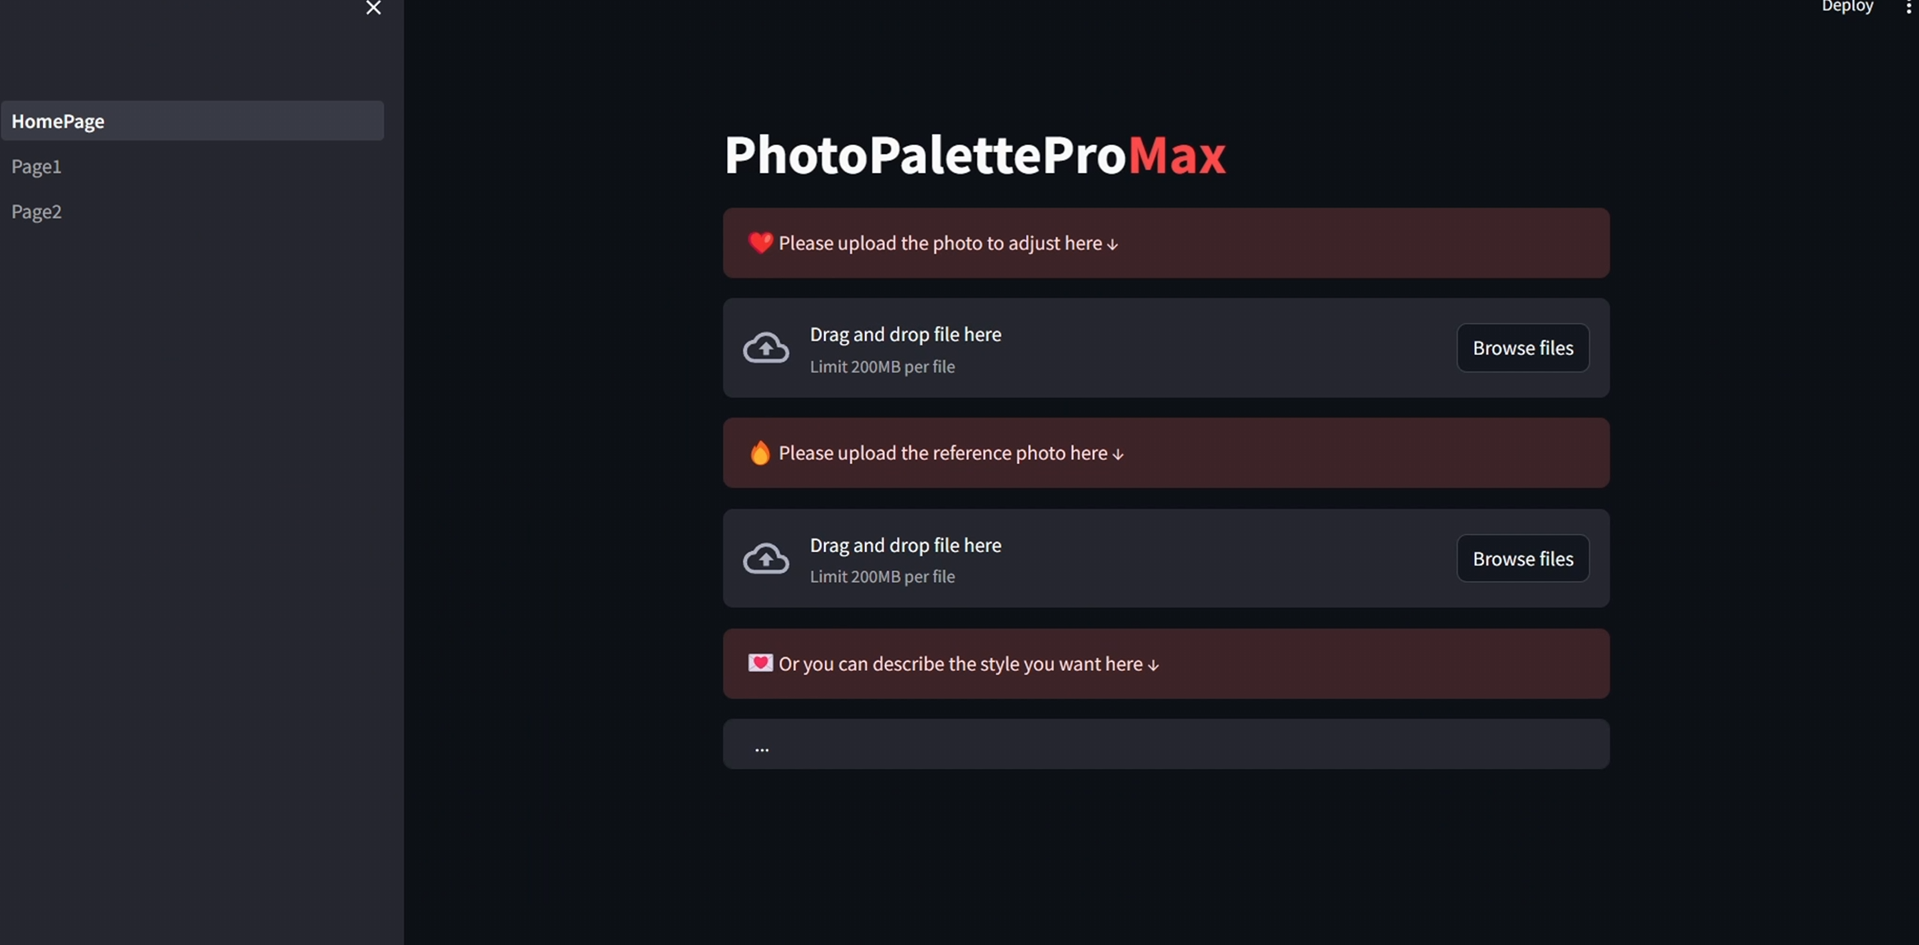 Deploy
HomePage
Page1
Page2
PhotoPaletteProMax
❤️ Please upload the photo to adjust here ↓
Drag and drop file here
Limit 200MB per file
Browse files
🔥 Please upload the reference photo here ↓
Drag and drop file here
Limit 200MB per file
Browse files
💌 Or you can describe the style you want here ↓
...